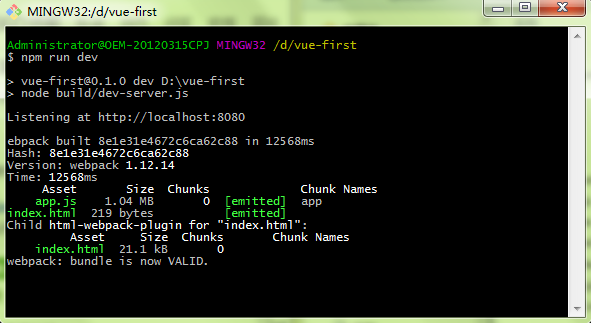 MINGW32:/d/vue-first
Administrator@OEM-20120315CPJ MINGW32 /d/vue-first
$ npm run dev
> vue-first@0.1.0 dev D:\vue-first
> node build/dev-server.js
Listening at http://localhost:8080
ebpack built 8e1e31e4672c6ca62c88 in 12568ms
Hash: 8e1e31e4672c6ca62c88
Version: webpack 1.12.14
Time: 12568ms
Asset Size Chunks Chunk Names
app.js 1.04 MB 0 [emitted] app
index.html 219 bytes [emitted]
Child html-webpack-plugin for "index.html":
Asset Size Chunks Chunk Names
index.html 21.1 kB 0
webpack: bundle is now VALID.